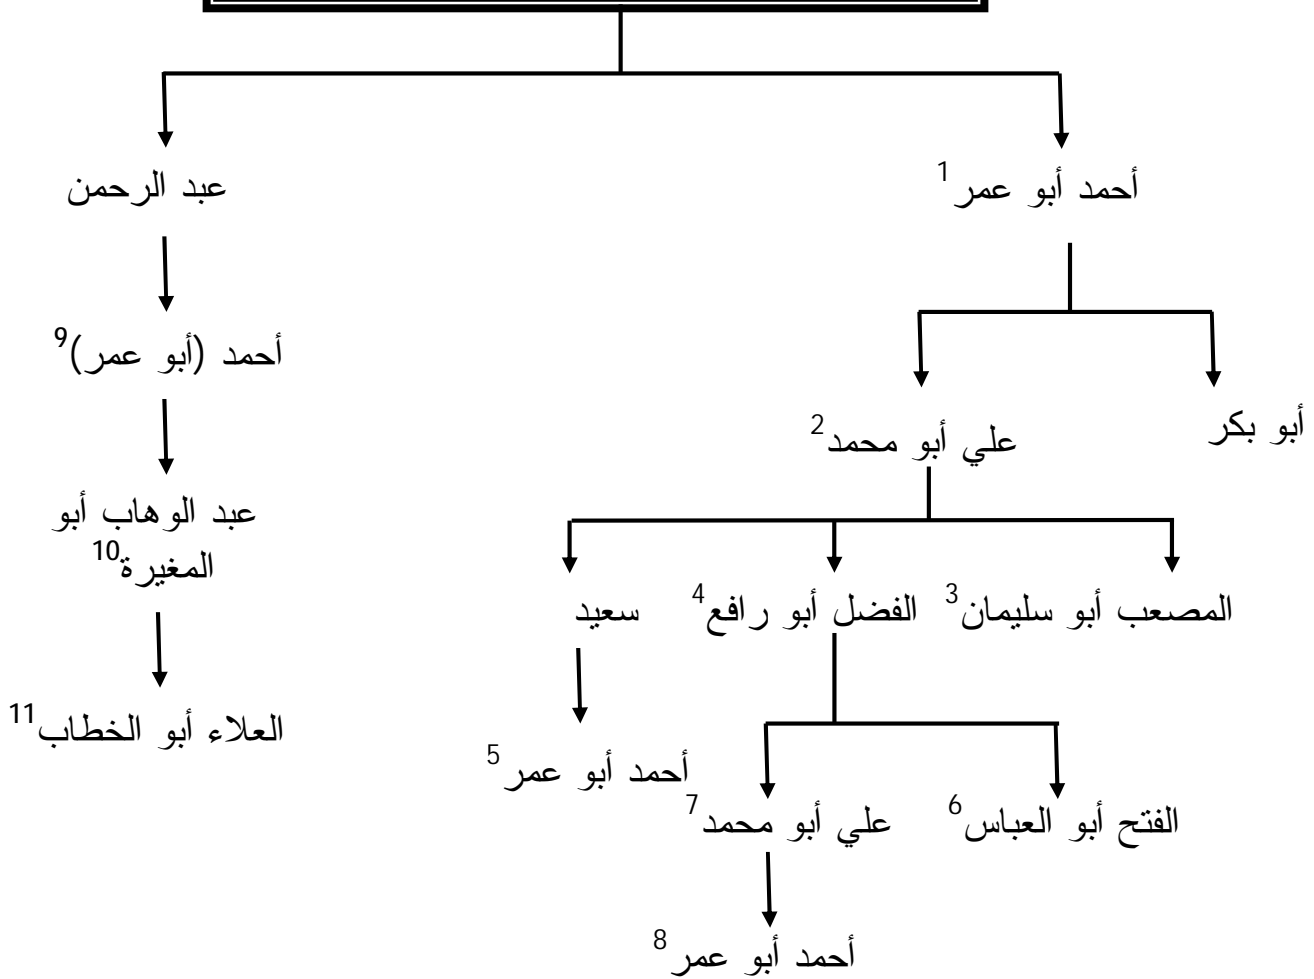 أحمد أبو عمر1
عبد الرحمن
أحمد (أبو عمر)9
أبو بكر
علي أبو محمد2
عبد الوهاب أبو
المغيرة10
المصعب أبو سليمان3
الفضل أبو رافع4
سعيد
العلاء أبو الخطاب11
أحمد أبو عمر5
الفتح أبو العباس6
علي أبو محمد7
أحمد أبو عمر8